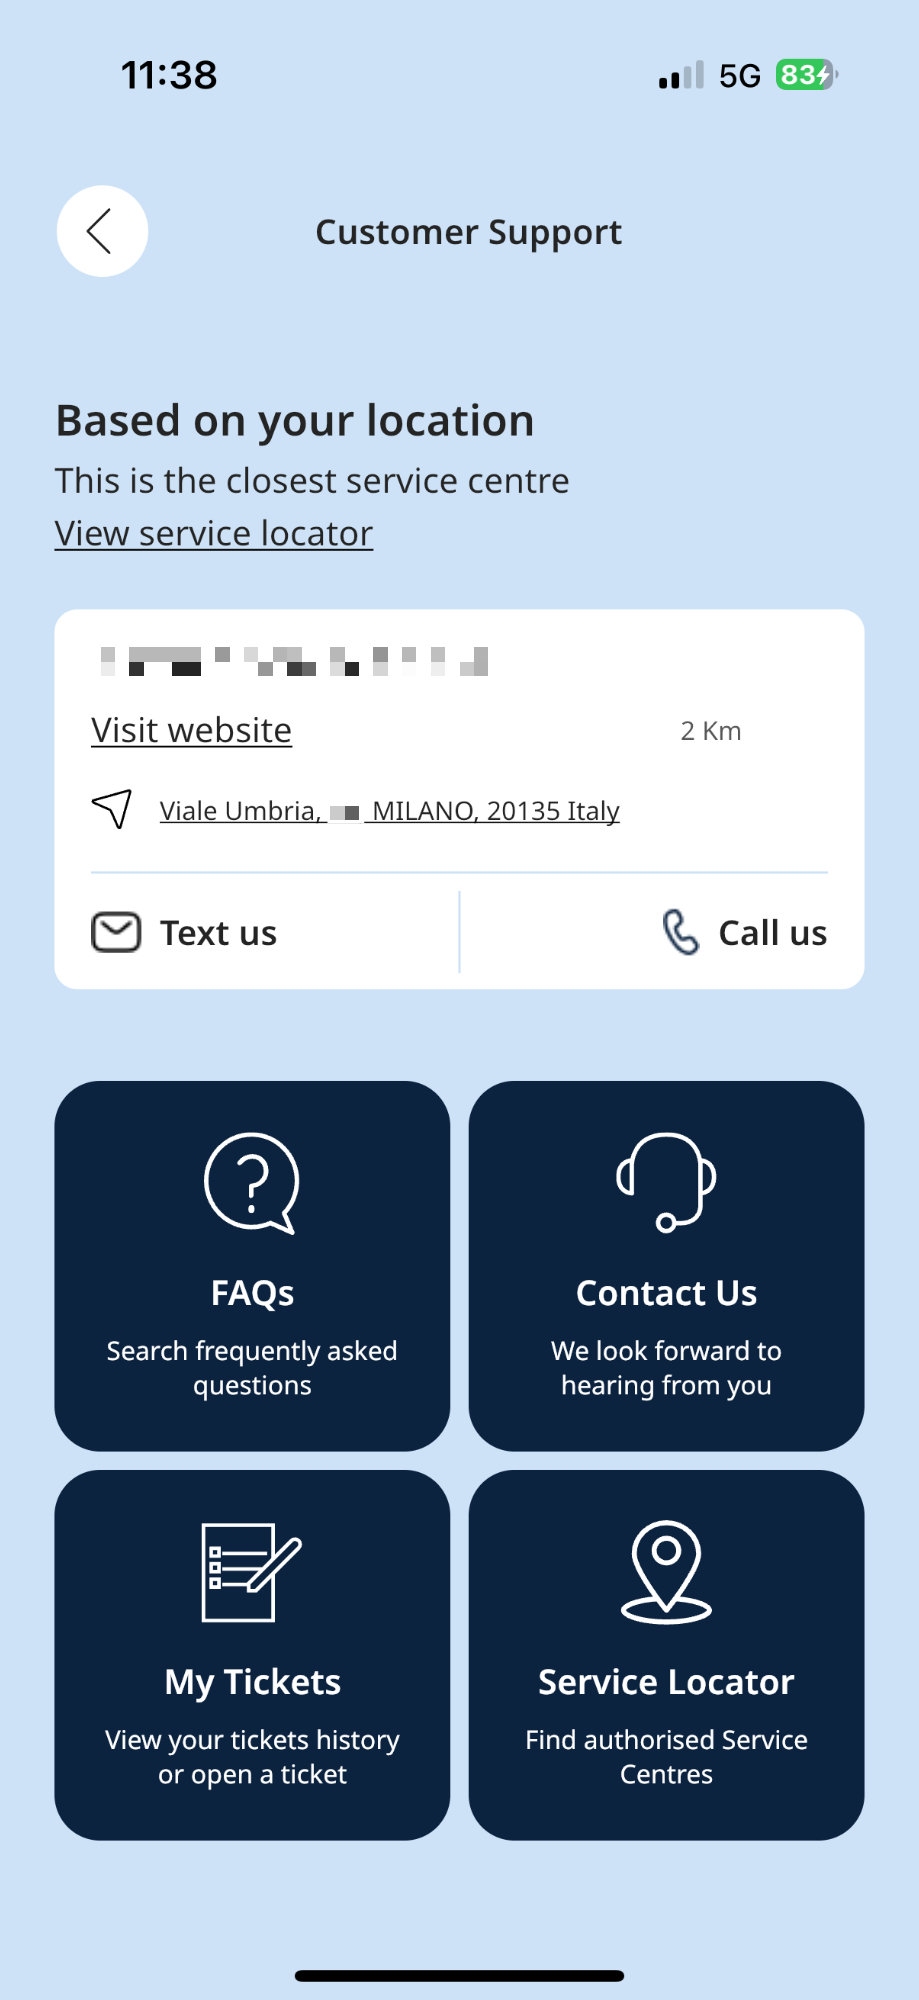 11:38
5G 83
Customer Support
Based on your location
This is the closest service centre
View service locator
Visit website
2 Km
Viale Umbria, MILANO, 20135 Italy
Text us
Call us
FAQs
Search frequently asked
questions
Contact Us
We look forward to
hearing from you
My Tickets
View your tickets history
or open a ticket
Service Locator
Find authorised Service
Centres